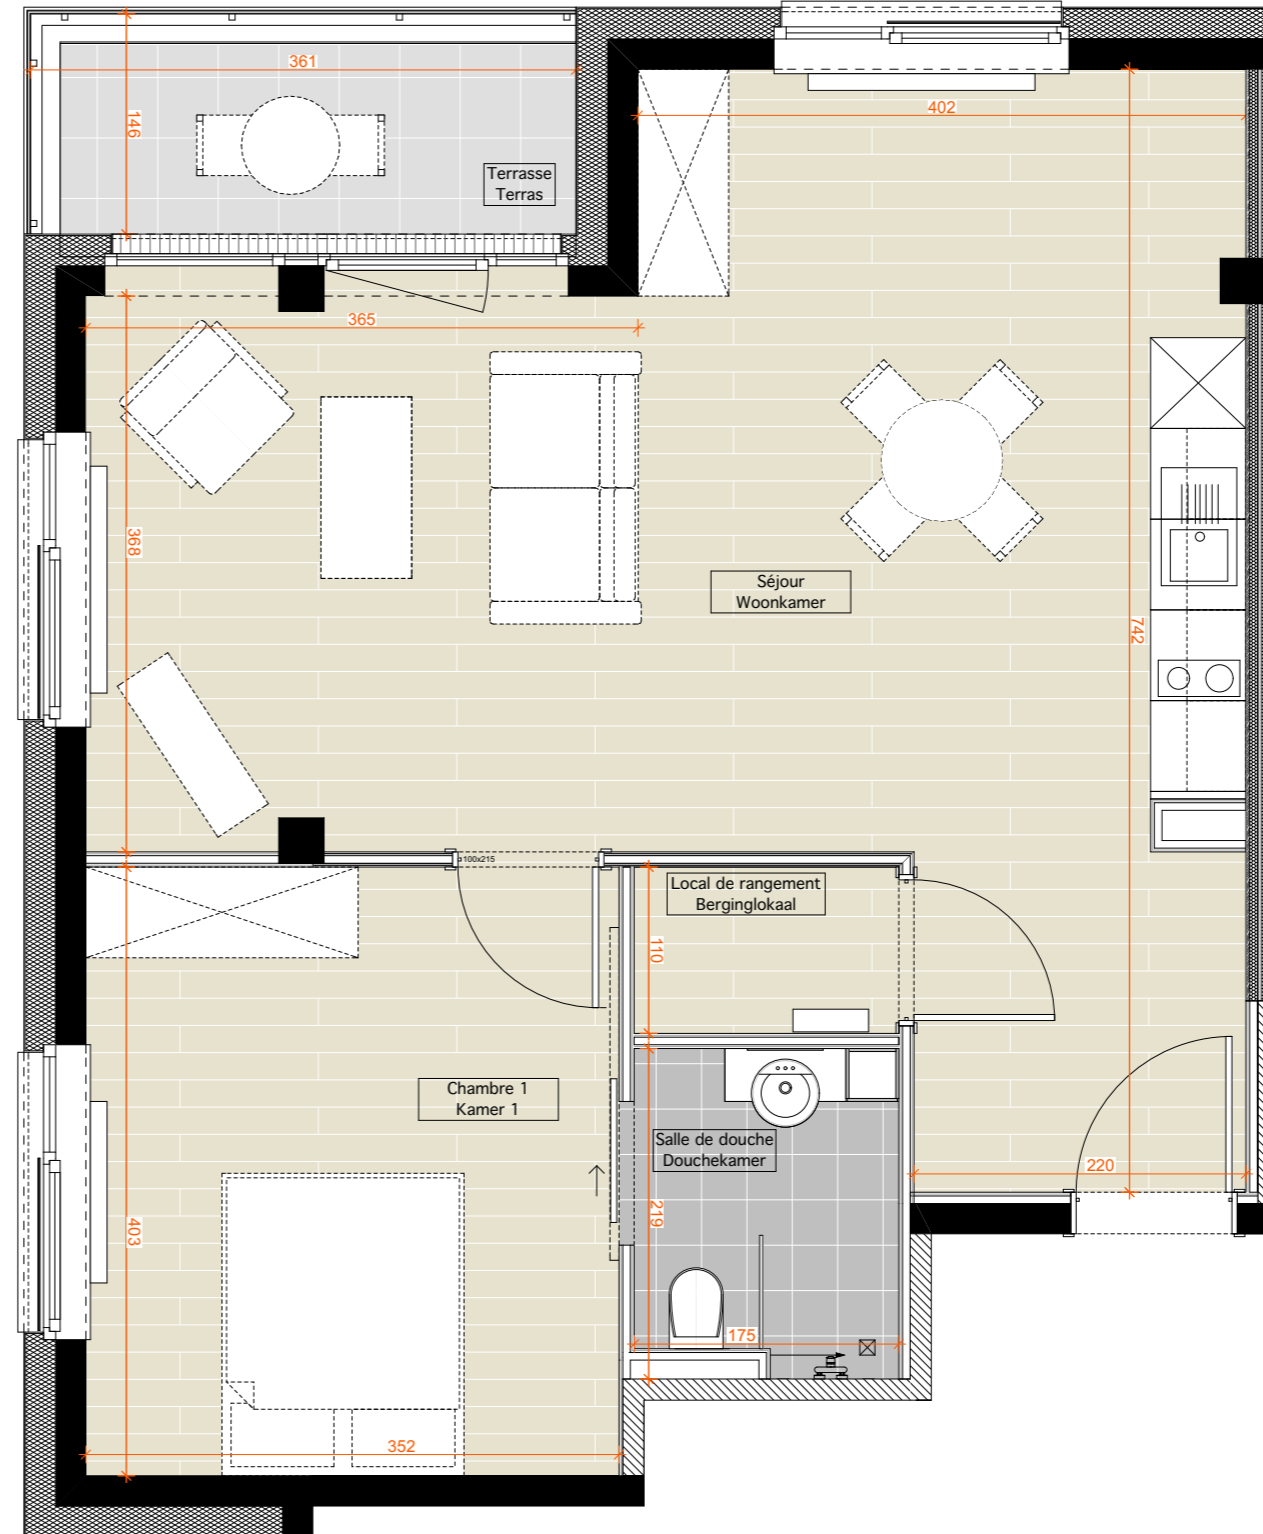 361
146
402
Terrasse
Terras
365
368
Séjour
Woonkamer
742
100x215
Local de rangement
Berginglokaal
110
Chambre 1
Kamer 1
Salle de douche
Douchekamer
220
219
403
175
352